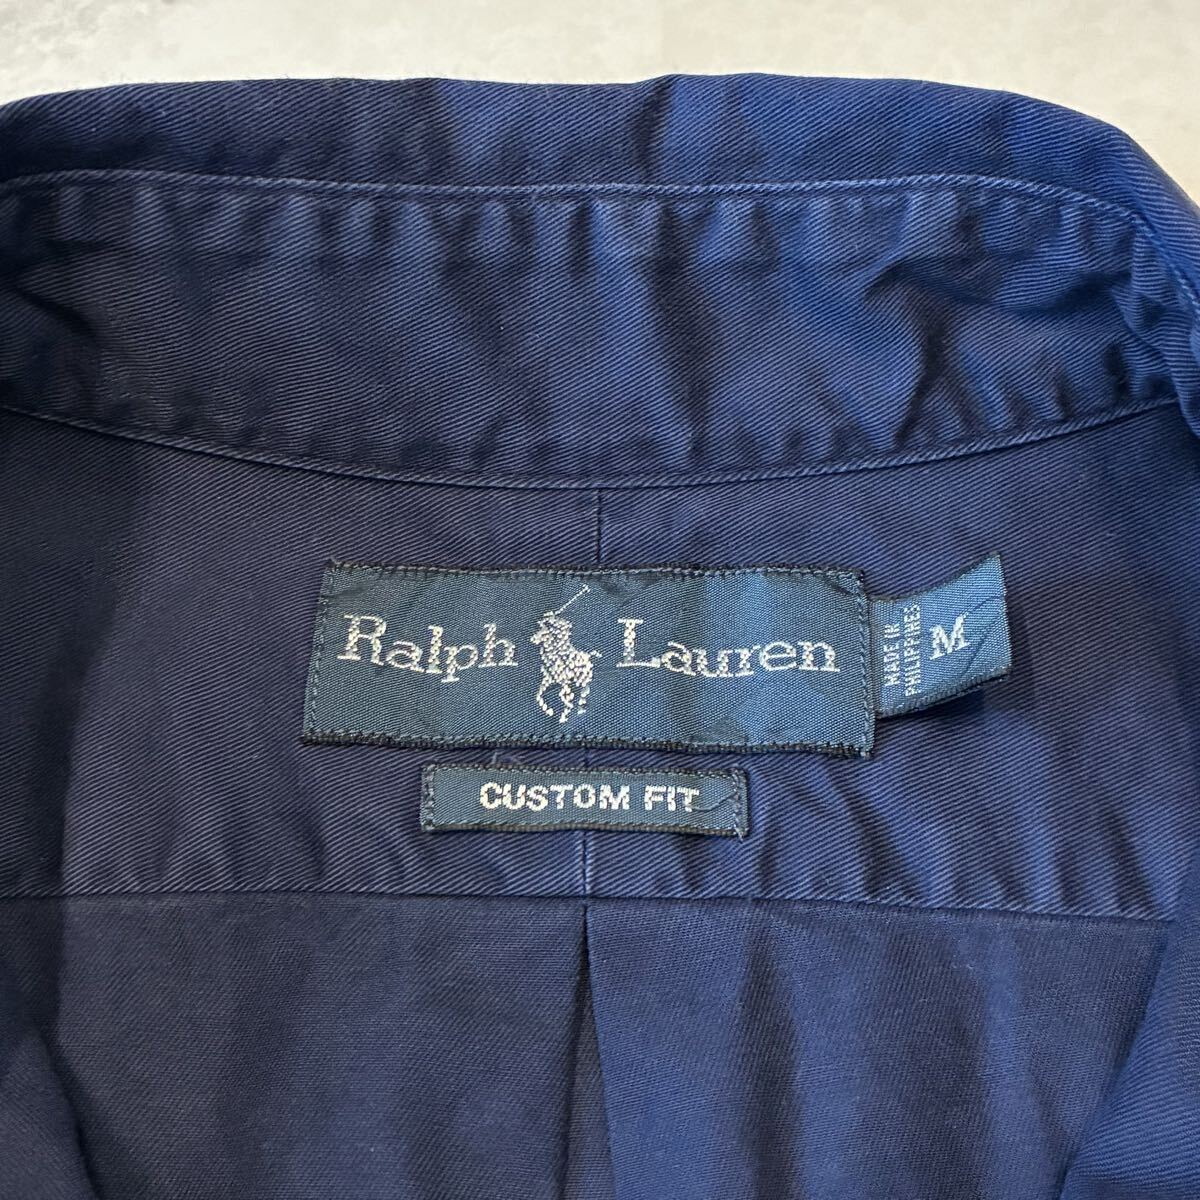 Ralph Lauren
MADE IN
PHILIPPINES
M
CUSTOM FIT